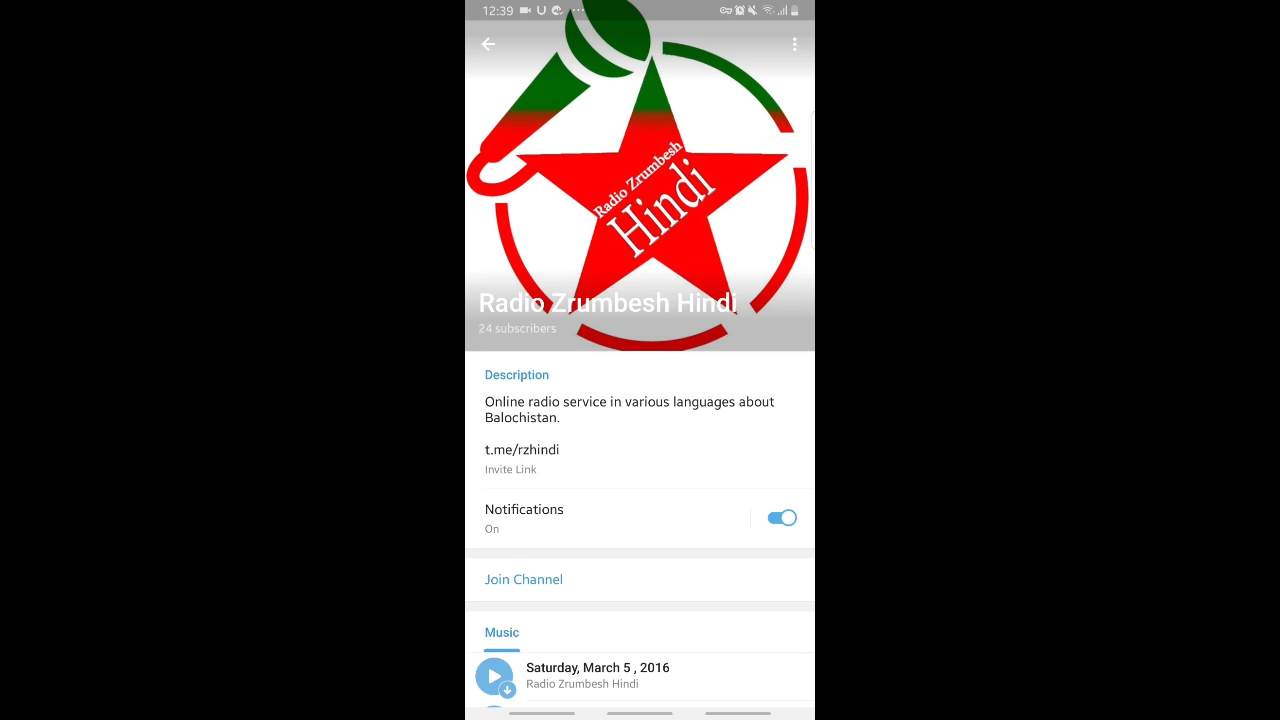 12:39
Radio Zrumbesh
Hindi
Radio Zrumbesh Hindi
24 subscribers
Description
Online radio service in various languages about
Balochistan.
t.me/rzhindi
Invite Link
Notifications
On
Join Channel
Music
Saturday, March 5 , 2016
Radio Zrumbesh Hindi